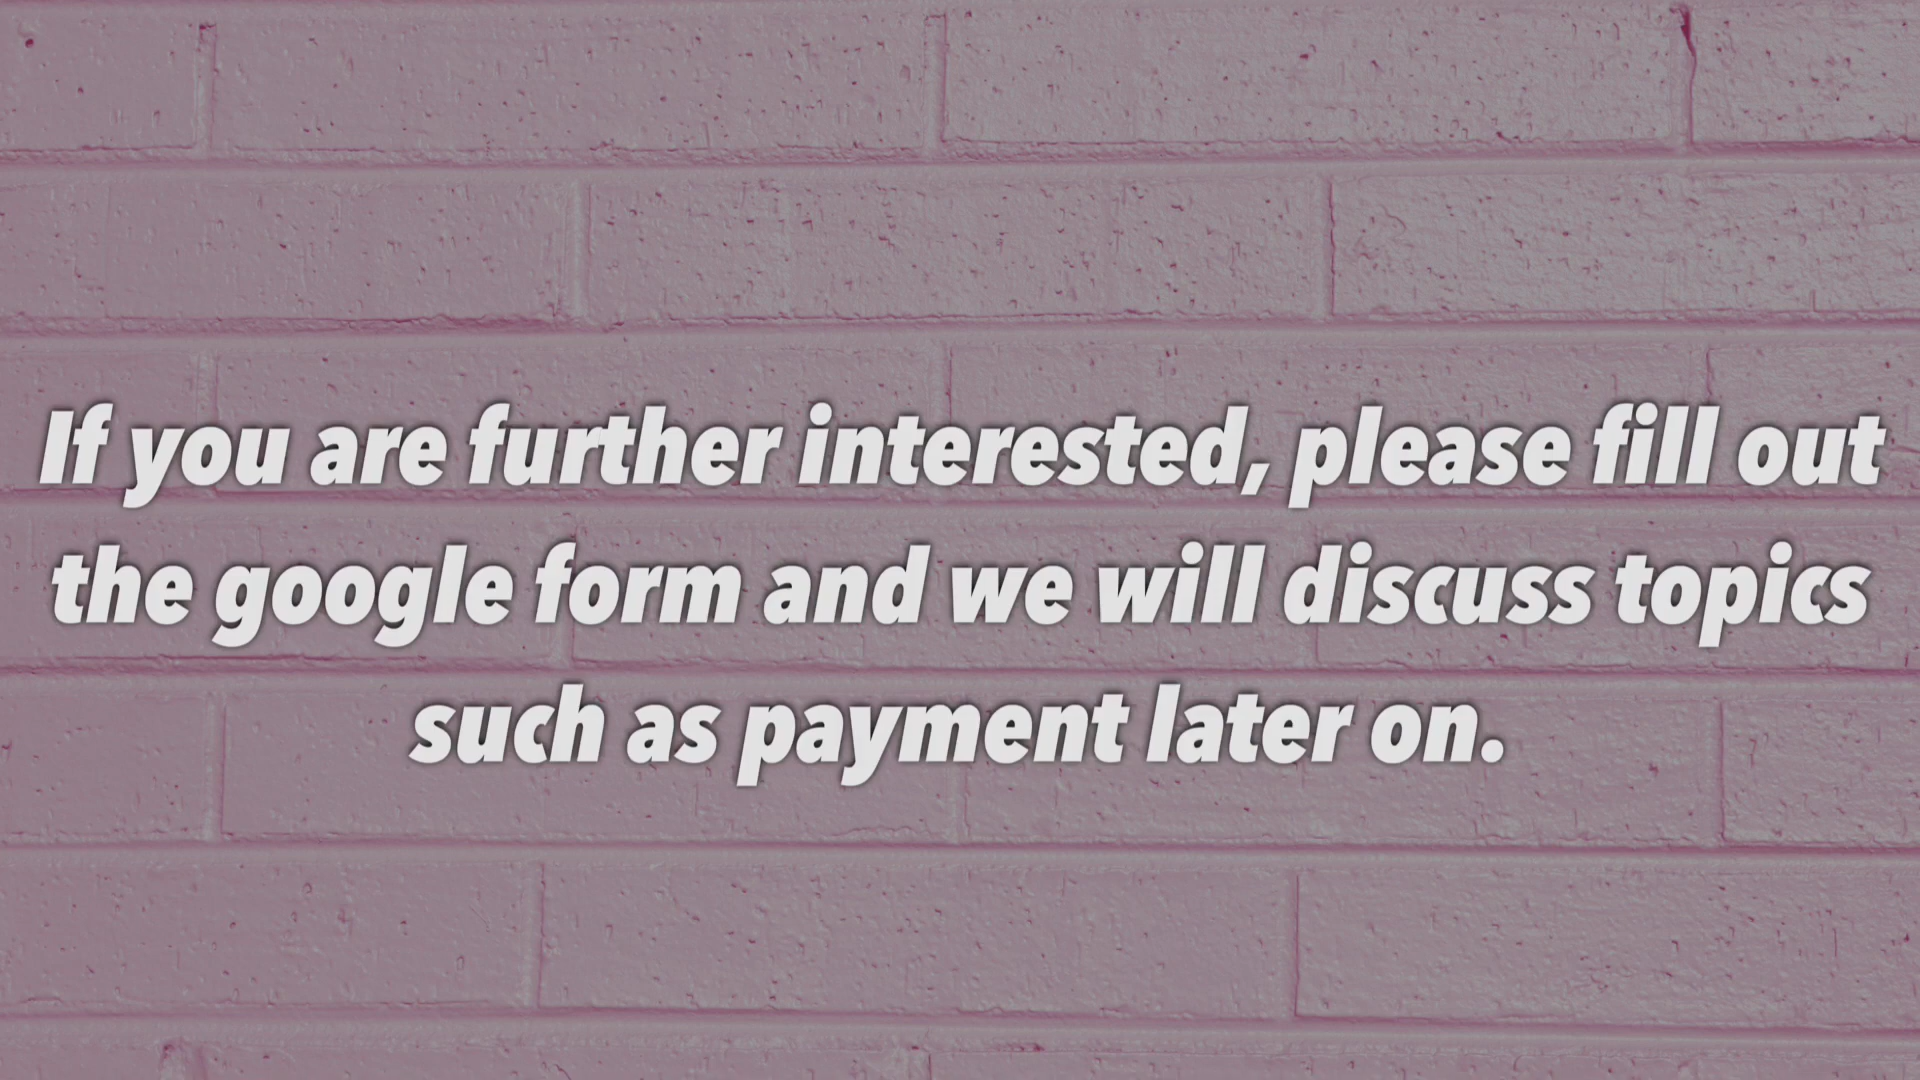 If you are further interested, please fill out
the google form and we will discuss topics
such as payment later on.